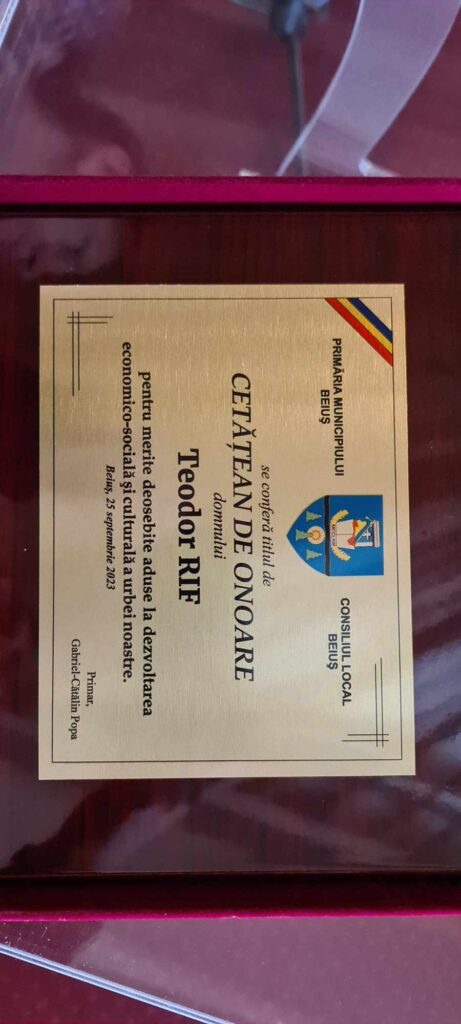 PRIMĂRIA MUNICIPIULUI
BEIUȘ
CONSILIUL LOCAL
BEIUȘ
se conferă titlul de
CETĂȚEAN DE ONOARE
domnului
Teodor RIF
pentru merite deosebite aduse la dezvoltarea
economico-socială și culturală a urbei noastre.
Beiuș, 25 septembrie 2023
Primar,
Gabriel-Cătălin Popa